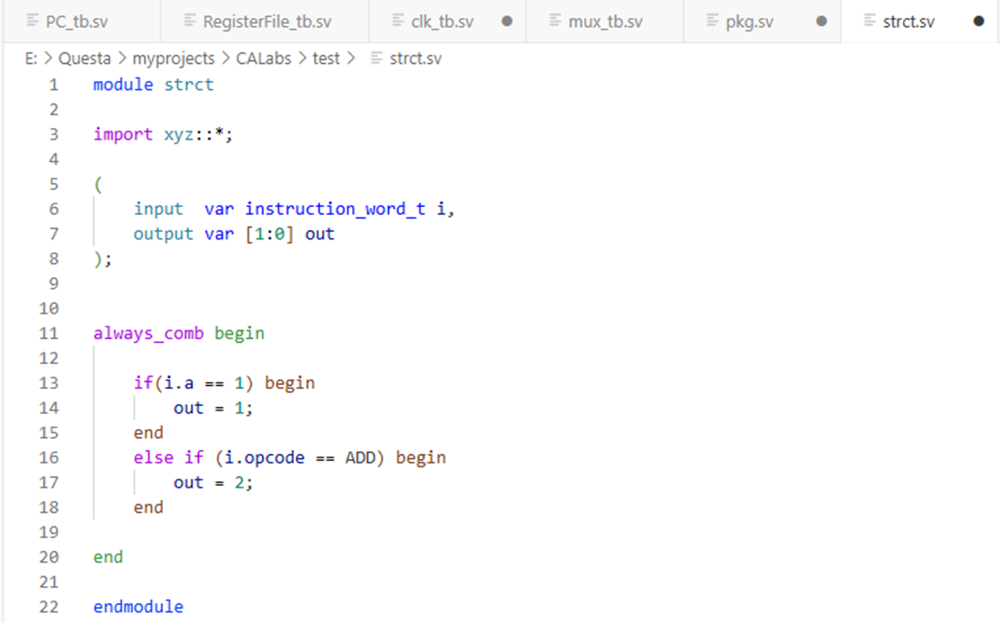 PC_tb.sv RegisterFile_tb.sv clk_tb.sv mux_tb.sv pkg.sv strct.sv
E: > Questa > myprojects > CALabs > test > strct.sv
1 module strct
2
3 import xyz::*;
4
5 (
6     input  var instruction_word_t i,
7     output var [1:0] out
8 );
9
10
11 always_comb begin
12
13     if(i.a == 1) begin
14         out = 1;
15     end
16     else if (i.opcode == ADD) begin
17         out = 2;
18     end
19
20 end
21
22 endmodule